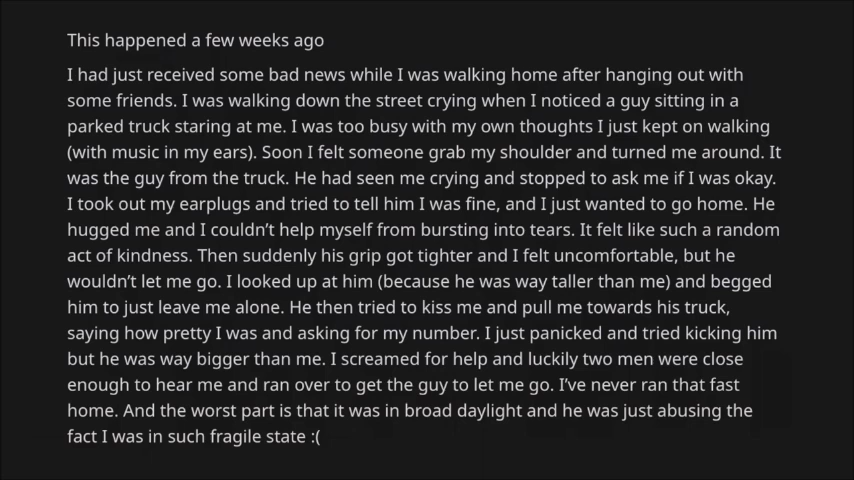 This happened a few weeks ago
I had just received some bad news while I was walking home after hanging out with
some friends. I was walking down the street crying when I noticed a guy sitting in a
parked truck staring at me. I was too busy with my own thoughts I just kept on walking
(with music in my ears). Soon I felt someone grab my shoulder and turned me around. It
was the guy from the truck. He had seen me crying and stopped to ask me if I was okay.
I took out my earplugs and tried to tell him I was fine, and I just wanted to go home. He
hugged me and I couldn't help myself from bursting into tears. It felt like such a random
act of kindness. Then suddenly his grip got tighter and I felt uncomfortable, but he
wouldn't let me go. I looked up at him (because he was way taller than me) and begged
him to just leave me alone. He then tried to kiss me and pull me towards his truck,
saying how pretty I was and asking for my number. I just panicked and tried kicking him
but he was way bigger than me. I screamed for help and luckily two men were close
enough to hear me and ran over to get the guy to let me go. I've never ran that fast
home. And the worst part is that it was in broad daylight and he was just abusing the
fact I was in such fragile state :(